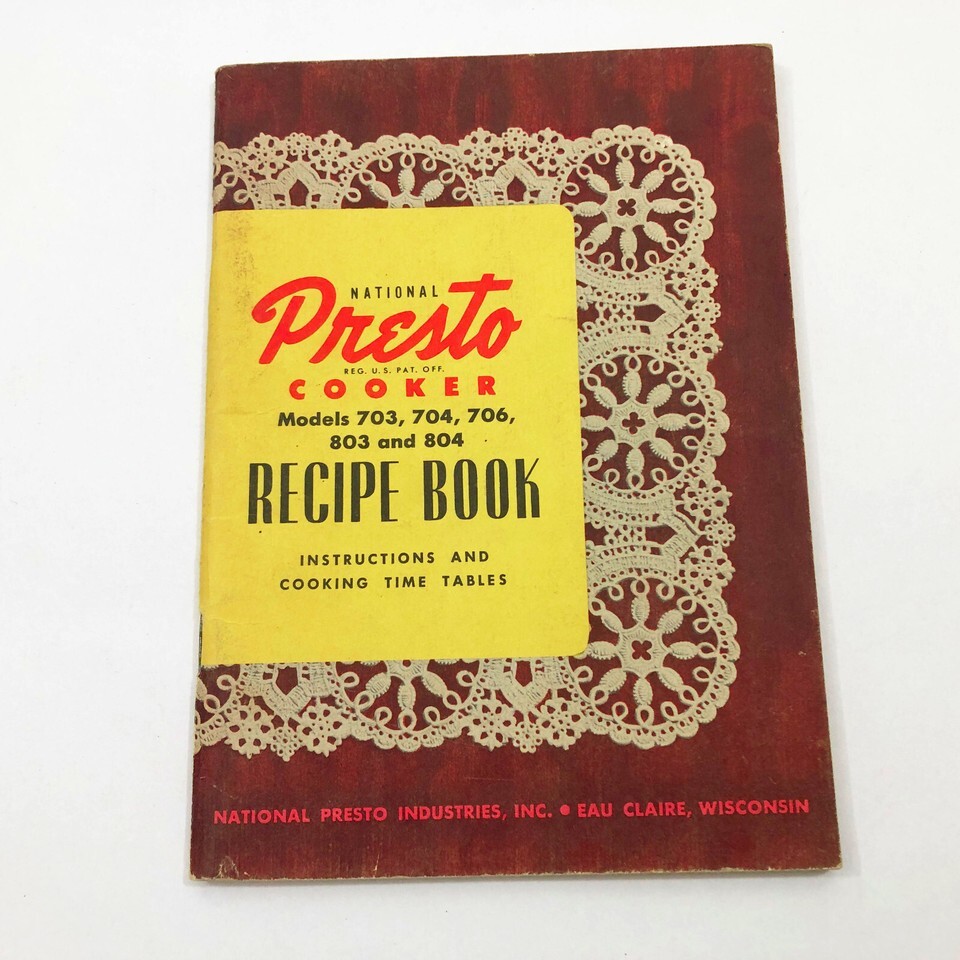 NATIONAL
Presto
REG. U.S. PAT. OFF.
COOKER
Models 703, 704, 706,
803 and 804
RECIPE BOOK
INSTRUCTIONS AND
COOKING TIME TABLES
NATIONAL PRESTO INDUSTRIES, INC. • EAU CLAIRE, WISCONSIN